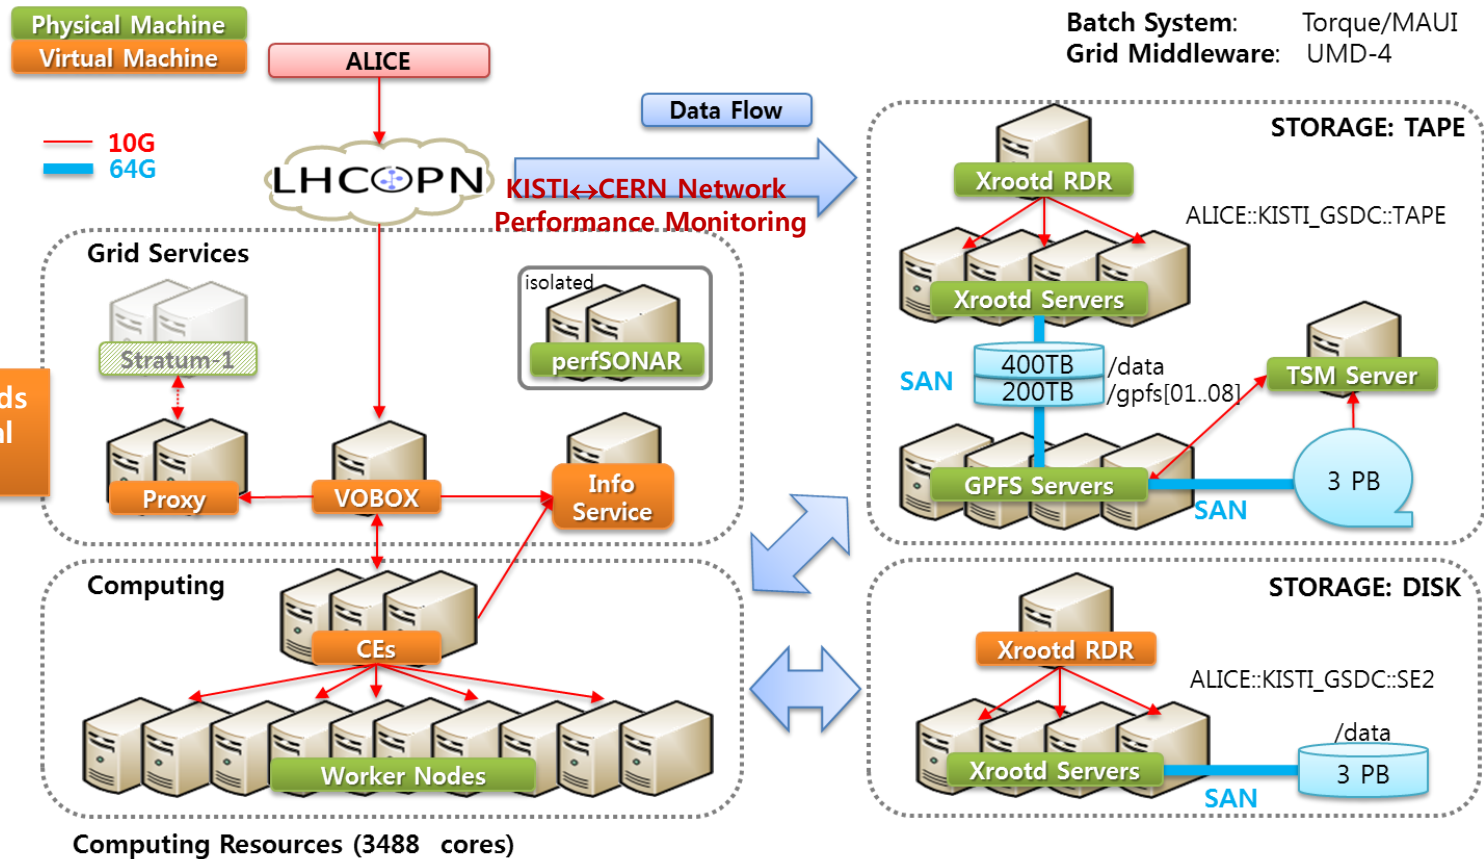 Physical Machine
Virtual Machine
ALICE
Batch System: Torque/MAUI
Grid Middleware: UMD-4
10G
64G
Data Flow
LHCOPN
KISTI↔CERN Network
Performance Monitoring
STORAGE: TAPE
Xrootd RDR
ALICE::KISTI_GSDC::TAPE
Xrootd Servers
400TB
/data
SAN
200TB
/gpfs[01..08]
TSM Server
GPFS Servers
SAN
3 PB
Grid Services
isolated
Stratum-1
perfSONAR
Proxy
VOBOX
Info
Service
Computing
CEs
Worker Nodes
Computing Resources (3488 cores)
STORAGE: DISK
Xrootd RDR
ALICE::KISTI_GSDC::SE2
/data
Xrootd Servers
3 PB
SAN